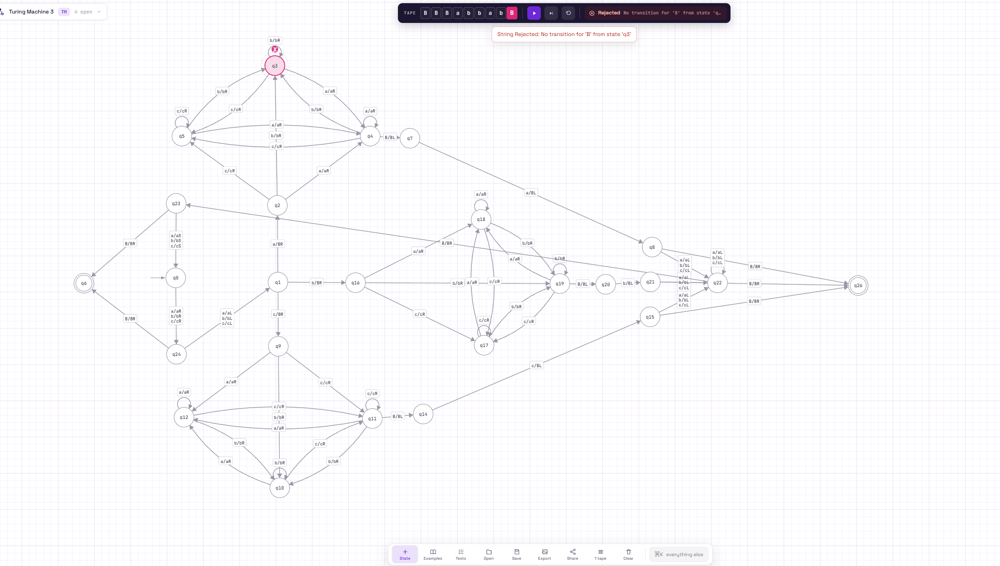 Turing Machine 3 TM 4 open
TAPE B B B a b b a b B Rejected No transition for 'B' from state 'q…
String Rejected: No transition for 'B' from state 'q3'
b/bR
X
q3
b/bR
a/aR
c/cR
b/bR
c/cR
a/aR
a/aR
q5
b/bR
q4
B/BL
q7
c/cR
c/cR
a/aR
a/BL
a/aR
q23
q2
q18
a/aS
b/bS
c/cS
B/BR
a/BR
B/BR
b/bR
a/aR
q8
a/aL
b/bL
c/cL
a/aR
b/bR
a/aL
b/bL
c/cL
B/BR
q6
q0
q1
b/BR
q16
b/bR
a/aR
c/cR
q19
B/BL
q20
b/BL
q21
a/aL
b/bL
c/cL
q22
B/BR
q26
a/aL
b/bL
c/cL
B/BR
a/aR
b/bR
c/cR
B/BR
a/aL
b/bL
c/cL
c/BR
c/cR
b/bR
c/cR
c/cR
q15
q24
q9
q17
c/BL
a/aR
c/cR
a/aR
c/cR
c/cR
q12
b/bR
q11
B/BL
q14
a/aR
b/bR
c/cR
a/aR
b/bR
b/bR
q10
State Examples Tests Open Save Export Share 1 tape Clear ⌘K everything else